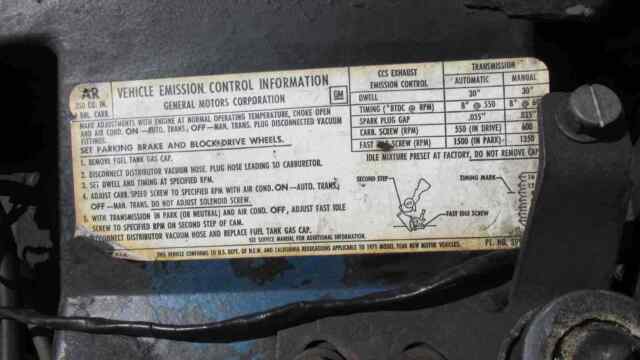 AR
350 CU. IN.
BBL. CARB.
VEHICLE EMISSION CONTROL INFORMATION
GENERAL MOTORS CORPORATION
GM
MAKE ADJUSTMENTS WITH ENGINE AT NORMAL OPERATING TEMPERATURE, CHOKE OPEN
AND AIR COND. ON—AUTO. TRANS., OFF—MAN. TRANS. PLUG DISCONNECTED VACUUM
FITTINGS.
SET PARKING BRAKE AND BLOCK DRIVE WHEELS.
1. REMOVE FUEL TANK GAS CAP.
2. DISCONNECT DISTRIBUTOR VACUUM HOSE. PLUG HOSE LEADING TO CARBURETOR.
3. SET DWELL AND TIMING AT SPECIFIED RPM.
4. ADJUST CARB. SPEED SCREW TO SPECIFIED RPM WITH AIR COND. ON—AUTO. TRANS.,
OFF—MAN. TRANS. DO NOT ADJUST SOLENOID SCREW.
5. WITH TRANSMISSION IN PARK (OR NEUTRAL) AND AIR COND. OFF, ADJUST FAST IDLE
SCREW TO SPECIFIED RPM ON SECOND STEP OF CAM.
RECONNECT DISTRIBUTOR VACUUM HOSE AND REPLACE FUEL TANK GAS CAP.
SEE SERVICE MANUAL FOR ADDITIONAL INFORMATION.
THIS VEHICLE CONFORMS TO U.S. DEPT. OF H.E.W. AND CALIFORNIA REGULATIONS APPLICABLE TO 1971 MODEL YEAR NEW MOTOR VEHICLES.
CCS EXHAUST EMISSION CONTROL
TRANSMISSION
AUTOMATIC MANUAL
DWELL 30° 30°
TIMING (°BTDC @ RPM) 8° @ 550 8° @
SPARK PLUG GAP .035" .035"
CARB. SCREW (RPM) 550 (IN DRIVE) 600
FAST IDLE SCREW (RPM) 1500 (IN PARK) 1350
IDLE MIXTURE PRESET AT FACTORY, DO NOT REMOVE CAP
SECOND STEP
TIMING MARK
FAST IDLE SCREW
PT. NO.